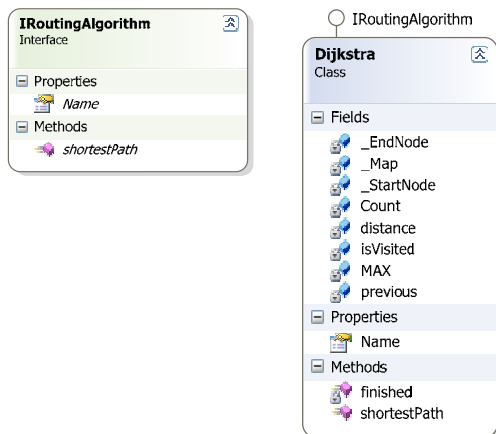 IRoutingAlgorithm
Interface
Properties
Name
Methods
shortestPath
IRoutingAlgorithm
Dijkstra
Class
Fields
_EndNode
_Map
_StartNode
Count
distance
isVisited
MAX
previous
Properties
Name
Methods
finished
shortestPath